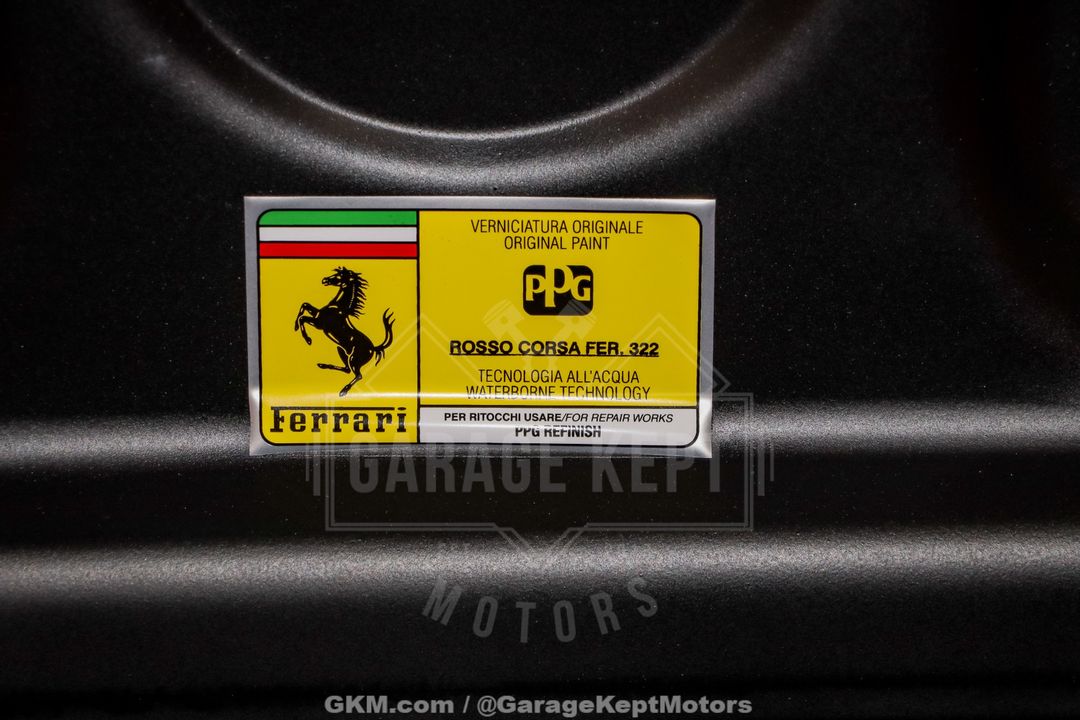 VERNICIATURA ORIGINALE
ORIGINAL PAINT
PPG
ROSSO CORSA FER. 322
TECNOLOGIA ALL'ACQUA
WATERBORNE TECHNOLOGY
Ferrari
PER RITOCCHI USARE/FOR REPAIR WORKS
PPG REFINISH
GARAGE KEPT
MOTORS
GKM.com / @GarageKeptMotors